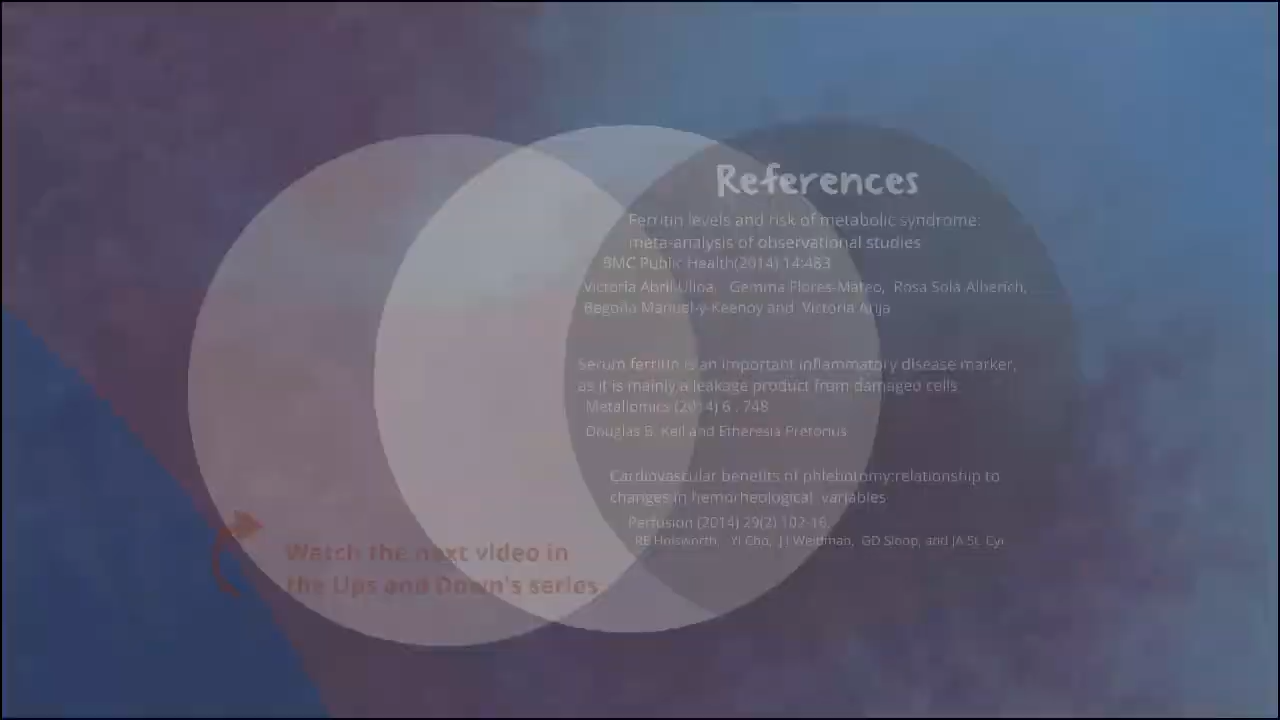 References
Ferritin levels and risk of metabolic syndrome:
meta-analysis of observational studies
BMC Public Health(2014) 14:483
Victoria Abril-Ulloa, Gemma Flores-Mateo, Rosa Solà-Alberich,
Begoña Manuel-y-Keenoy and Victoria Arija
Serum ferritin is an important inflammatory disease marker,
as it is mainly a leakage product from damaged cells
Metallomics (2014) 6 , 748
Douglas B. Kell and Etheresia Pretorius
Cardiovascular benefits of phlebotomy:relationship to
changes in hemorheological variables
Perfusion (2014) 29(2) 102-16.
RE Holsworth, YI Cho, JJ Weidman, GD Sloop, and JA St. Cyr
Watch the next video in
the Ups and Down's series